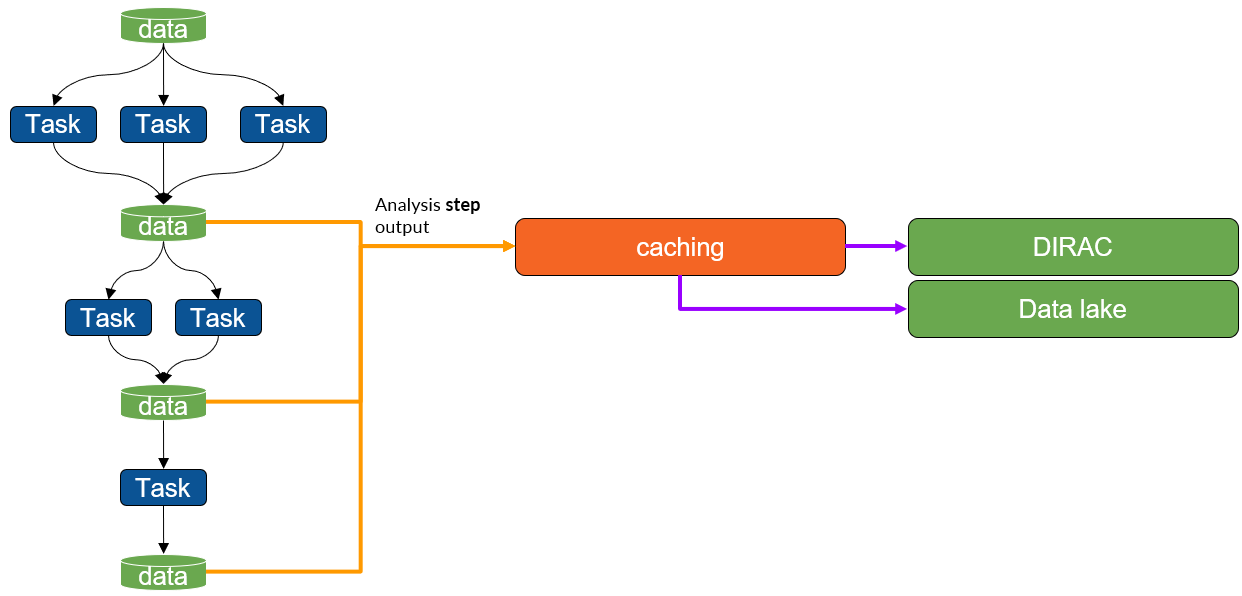 data
Task
Task
Task
data
Analysis step
output
caching
DIRAC
Data lake
Task
Task
data
Task
data